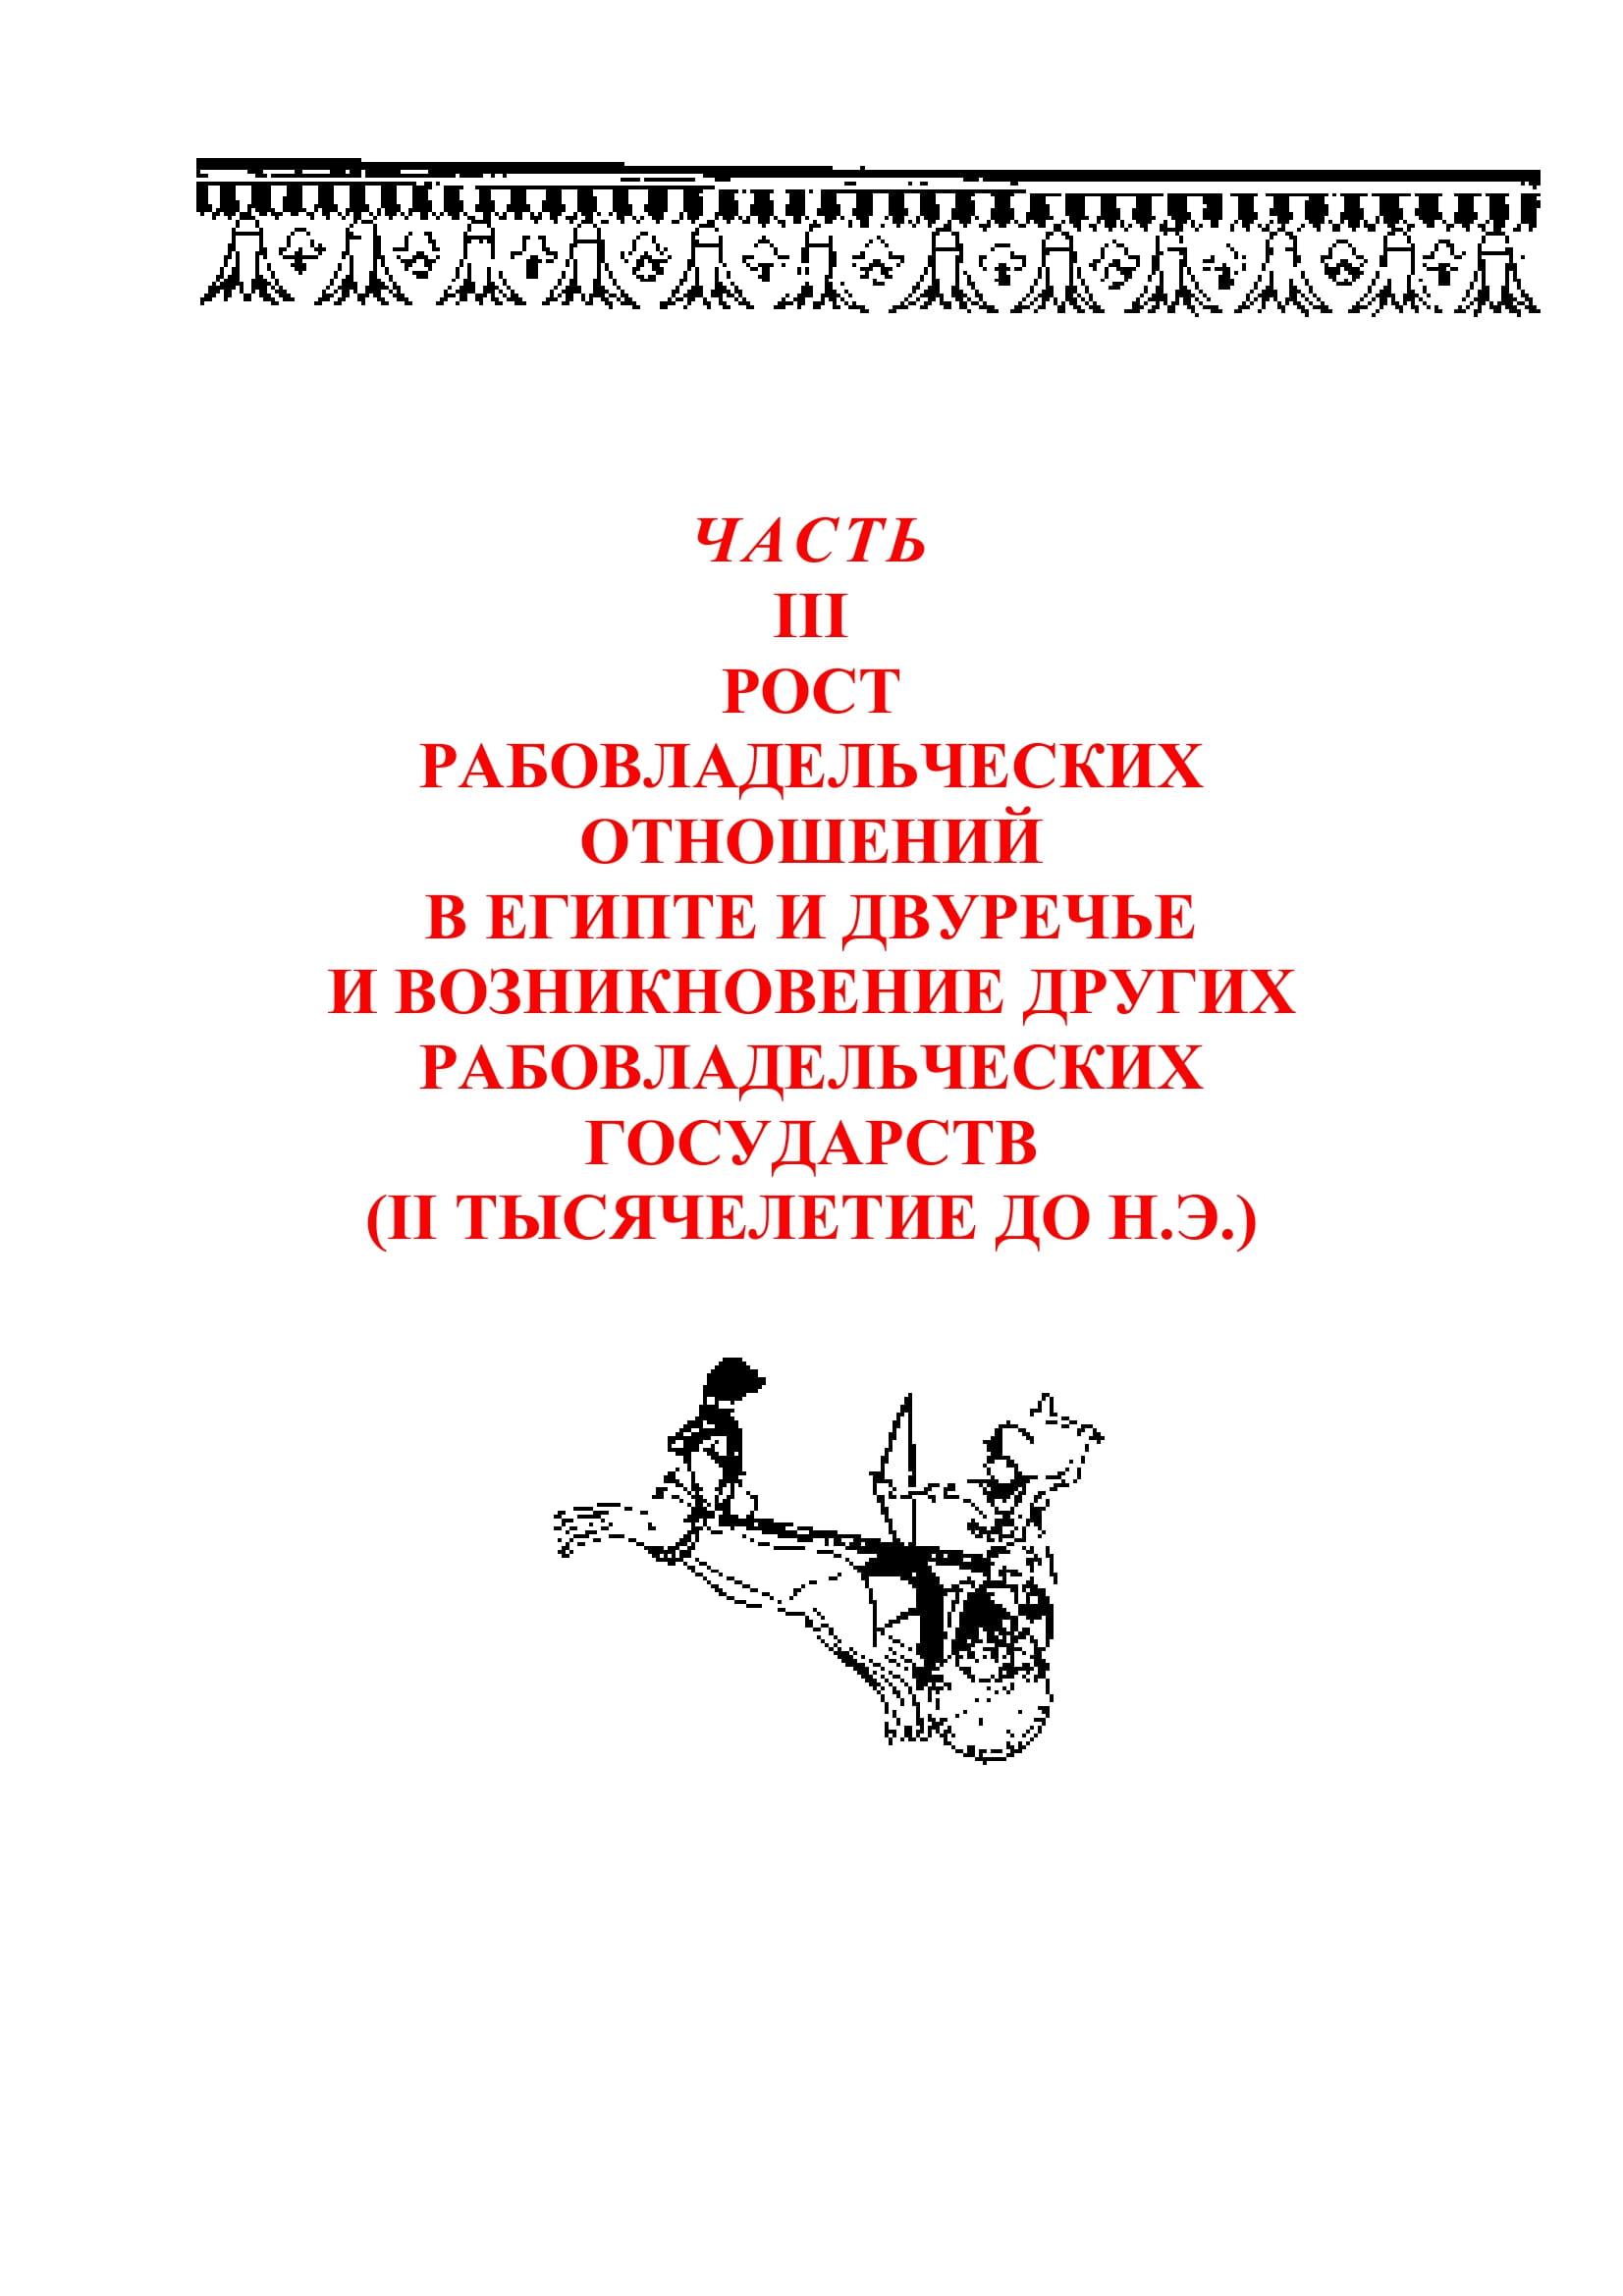 ЧАСТЬ
III
РОСТ
РАБОВЛАДЕЛЬЧЕСКИХ
ОТНОШЕНИЙ
В ЕГИПТЕ И ДВУРЕЧЬЕ
И ВОЗНИКНОВЕНИЕ ДРУГИХ
РАБОВЛАДЕЛЬЧЕСКИХ
ГОСУДАРСТВ
(II ТЫСЯЧЕЛЕТИЕ ДО Н.Э.)